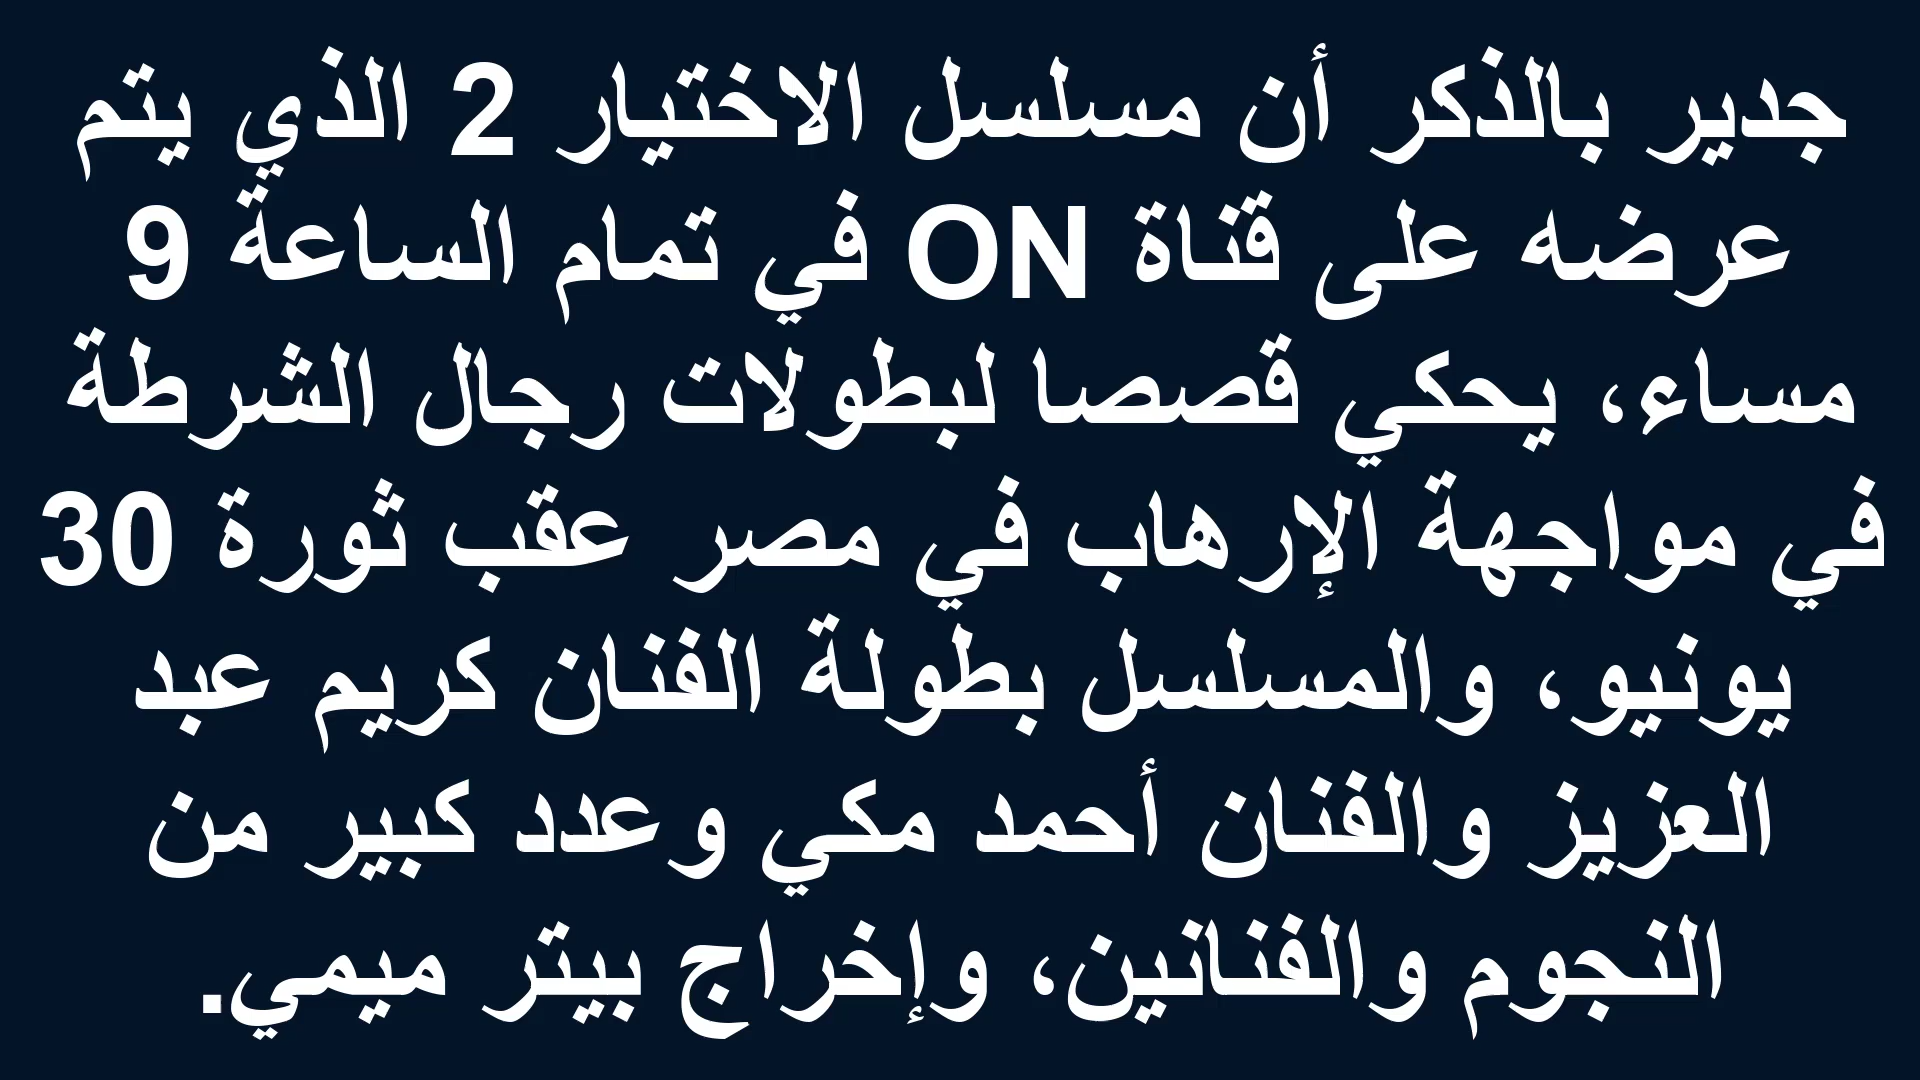 جدير بالذكر أن مسلسل الاختيار 2 الذي يتم
عرضه على قناة ON في تمام الساعة 9
مساء، يحكي قصصا لبطولات رجال الشرطة
في مواجهة الإرهاب في مصر عقب ثورة 30
يونيو، والمسلسل بطولة الفنان كريم عبد
العزيز والفنان أحمد مكي وعدد كبير من
النجوم والفنانين، وإخراج بيتر ميمي.